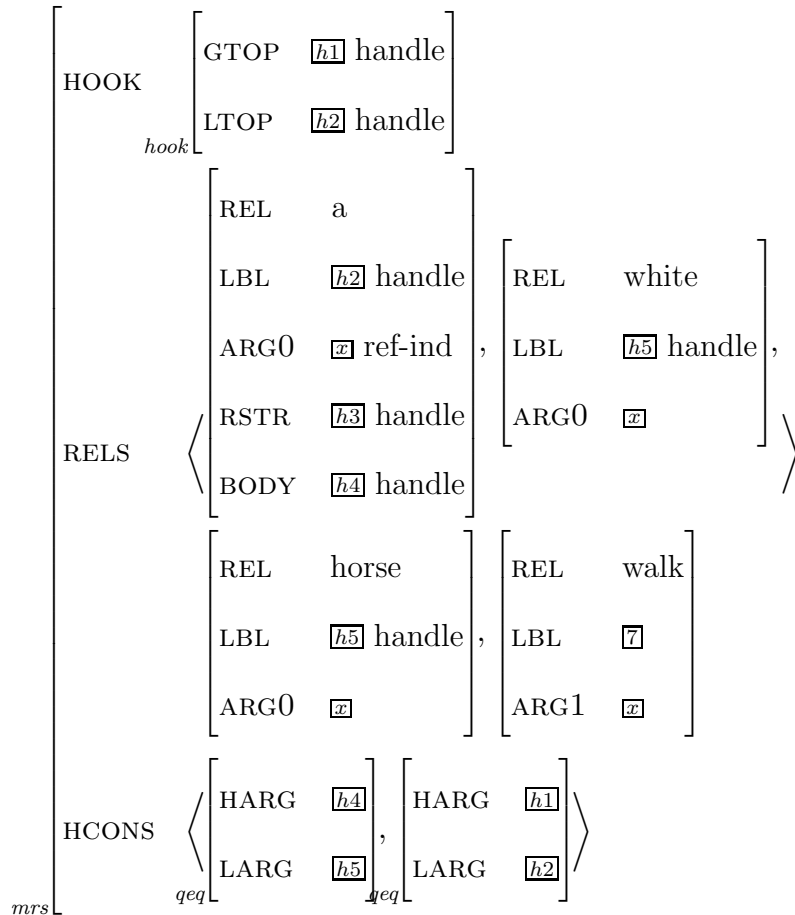 GTOP h1 handle
HOOK
LTOP h2 handle
hook
REL a
LBL h2 handle
REL white
ARG0 x ref-ind , LBL h5 handle ,
RSTR h3 handle
ARG0 x
RELS
BODY h4 handle
REL horse
REL walk
LBL h5 handle , LBL 7
ARG0 x
ARG1 x
HARG h4
HARG h1
HCONS ,
LARG h5
LARG h2
qeq
qeq
mrs